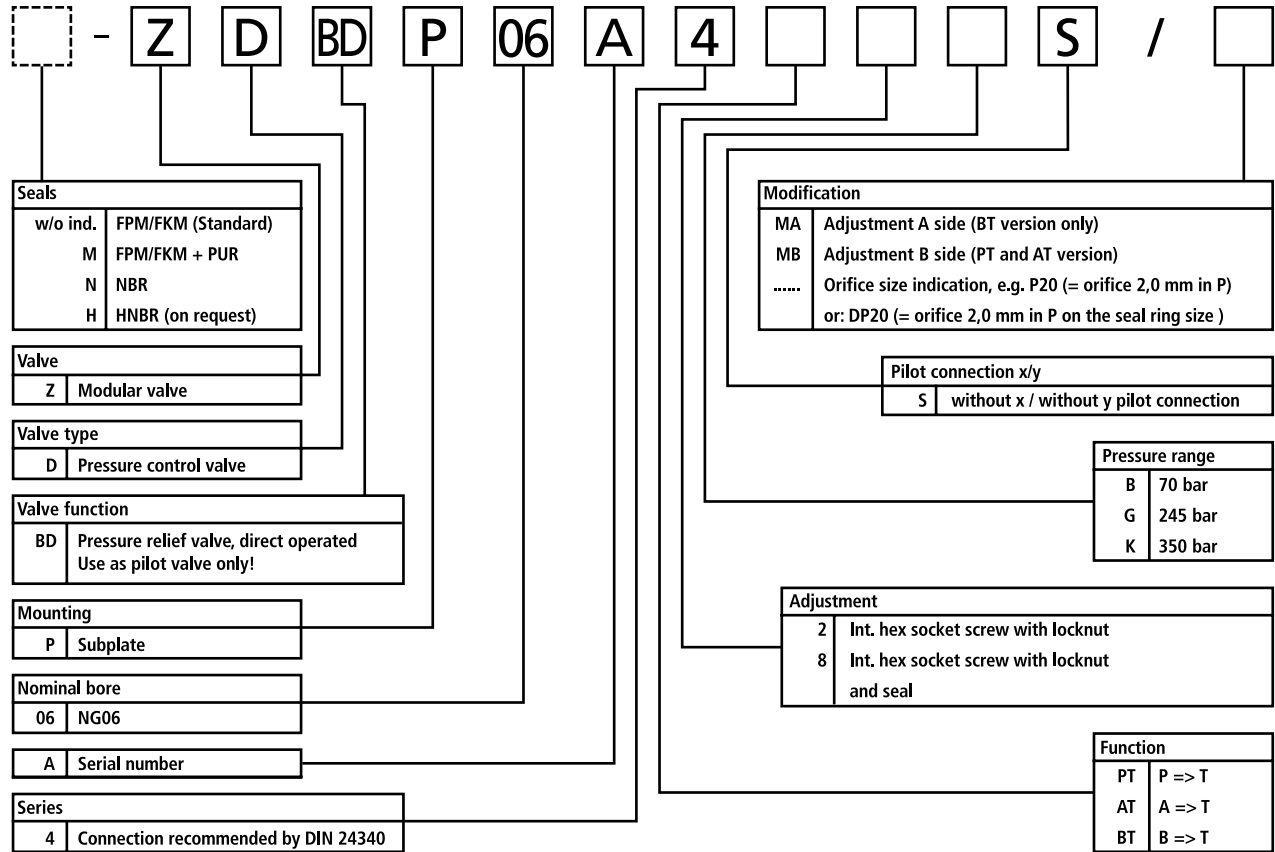 - Z D BD P 06 A 4 S /
Seals
w/o ind. FPM/FKM (Standard)
M FPM/FKM + PUR
N NBR
H HNBR (on request)
Valve
Z Modular valve
Valve type
D Pressure control valve
Valve function
BD Pressure relief valve, direct operated
Use as pilot valve only!
Mounting
P Subplate
Nominal bore
06 NG06
A Serial number
Series
4 Connection recommended by DIN 24340
Modification
MA Adjustment A side (BT version only)
MB Adjustment B side (PT and AT version)
...... Orifice size indication, e.g. P20 (= orifice 2,0 mm in P)
or: DP20 (= orifice 2,0 mm in P on the seal ring size )
Pilot connection x/y
S without x / without y pilot connection
Pressure range
B 70 bar
G 245 bar
K 350 bar
Adjustment
2 Int. hex socket screw with locknut
8 Int. hex socket screw with locknut
and seal
Function
PT P => T
AT A => T
BT B => T